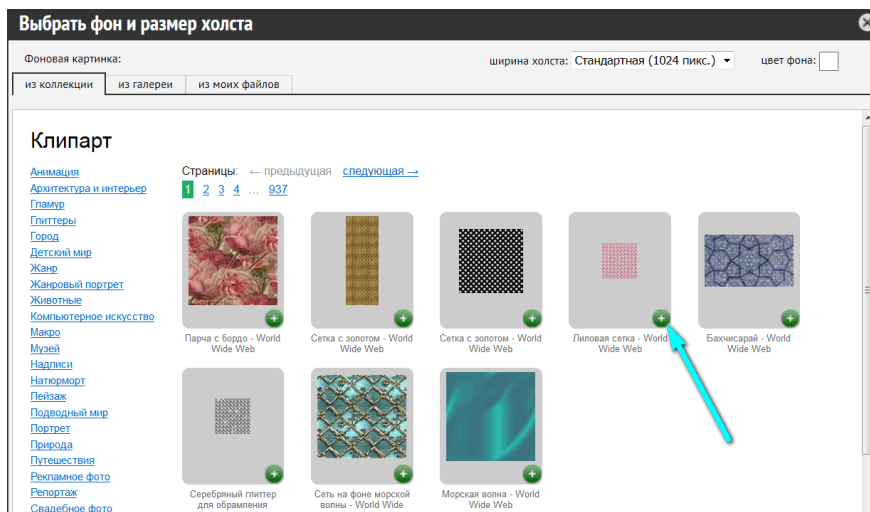 Выбрать фон и размер холста
Фоновая картинка:
ширина холста: Стандартная (1024 пикс.)
цвет фона:
из коллекции
из галереи
из моих файлов
Клипарт
Анимация
Архитектура и интерьер
Гламур
Глиттеры
Город
Детский мир
Жанр
Жанровый портрет
Животные
Компьютерное искусство
Макро
Музей
Надписи
Натюрморт
Пейзаж
Подводный мир
Портрет
Природа
Путешествия
Рекламное фото
Репортаж
Свадебное фото
Страницы: ← предыдущая следующая →
1 2 3 4 ... 937
Парча с бордо - World
Wide Web
Сетка с золотом - World
Wide Web
Сетка с золотом - World
Wide Web
Липовая сетка - World
Wide Web
Бахчисарай - World
Wide Web
Серебряный глиттер
для обрамления
Сеть на фоне морской
волны - World Wide
Морская волна - World
Wide Web